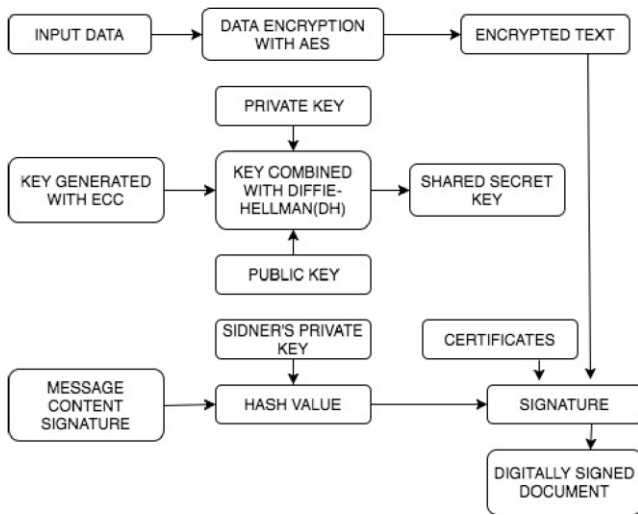 INPUT DATA
DATA ENCRYPTION
WITH AES
ENCRYPTED TEXT
PRIVATE KEY
KEY GENERATED
WITH ECC
KEY COMBINED
WITH DIFFIE-
HELLMAN(DH)
SHARED SECRET
KEY
PUBLIC KEY
SIDNER'S PRIVATE
KEY
CERTIFICATES
MESSAGE
CONTENT
SIGNATURE
HASH VALUE
SIGNATURE
DIGITALLY SIGNED
DOCUMENT